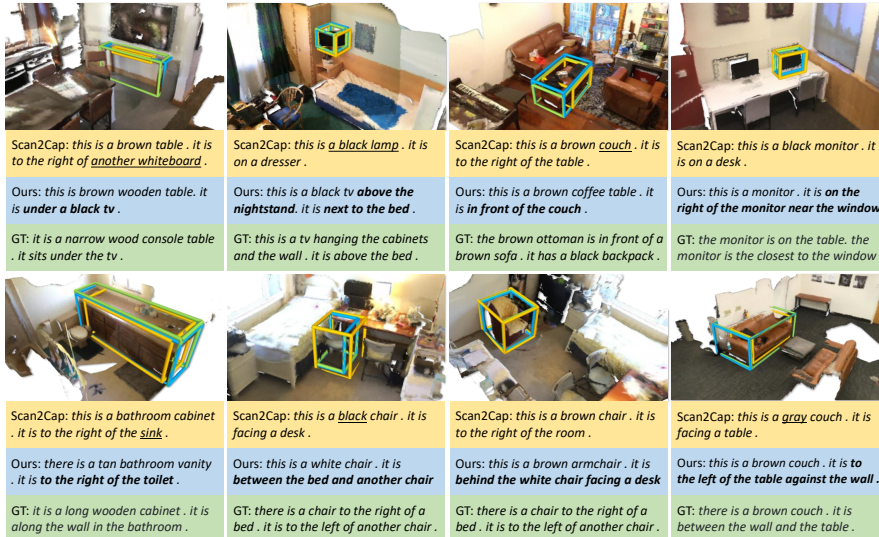 Scan2Cap: this is a brown table . it is
to the right of another whiteboard .
Ours: this is brown wooden table. it
is under a black tv .
GT: it is a narrow wood console table
. it sits under the tv .
Scan2Cap: this is a black lamp . it is
on a dresser .
Ours: this is a black tv above the
nightstand. it is next to the bed .
GT: this is a tv hanging the cabinets
and the wall . it is above the bed .
Scan2Cap: this is a brown couch . it is
to the right of the table .
Ours: this is a brown coffee table . it
is in front of the couch .
GT: the brown ottoman is in front of a
brown sofa . it has a black backpack .
Scan2Cap: this is a black monitor . it
is on a desk .
Ours: this is a monitor . it is on the
right of the monitor near the window
GT: the monitor is on the table. the
monitor is the closest to the window
Scan2Cap: this is a bathroom cabinet
. it is to the right of the sink .
Ours: there is a tan bathroom vanity
. it is to the right of the toilet .
GT: it is a long wooden cabinet . it is
along the wall in the bathroom .
Scan2Cap: this is a black chair . it is
facing a desk .
Ours: this is a white chair . it is
between the bed and another chair
GT: there is a chair to the right of a
bed . it is to the left of another chair .
Scan2Cap: this is a brown chair . it is
to the right of the room .
Ours: this is a brown armchair . it is
behind the white chair facing a desk
GT: there is a chair to the right of a
bed . it is to the left of another chair .
Scan2Cap: this is a gray couch . it is
facing a table .
Ours: this is a brown couch . it is to
the left of the table against the wall .
GT: there is a brown couch . it is
between the wall and the table .